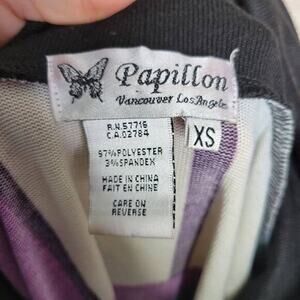 Papillon
Vancouver Los Angeles
R.N.57716
C.A.02784
XS
97%POLYESTER
3%SPANDEX
MADE IN CHINA
FAIT EN CHINE
CARE ON
REVERSE